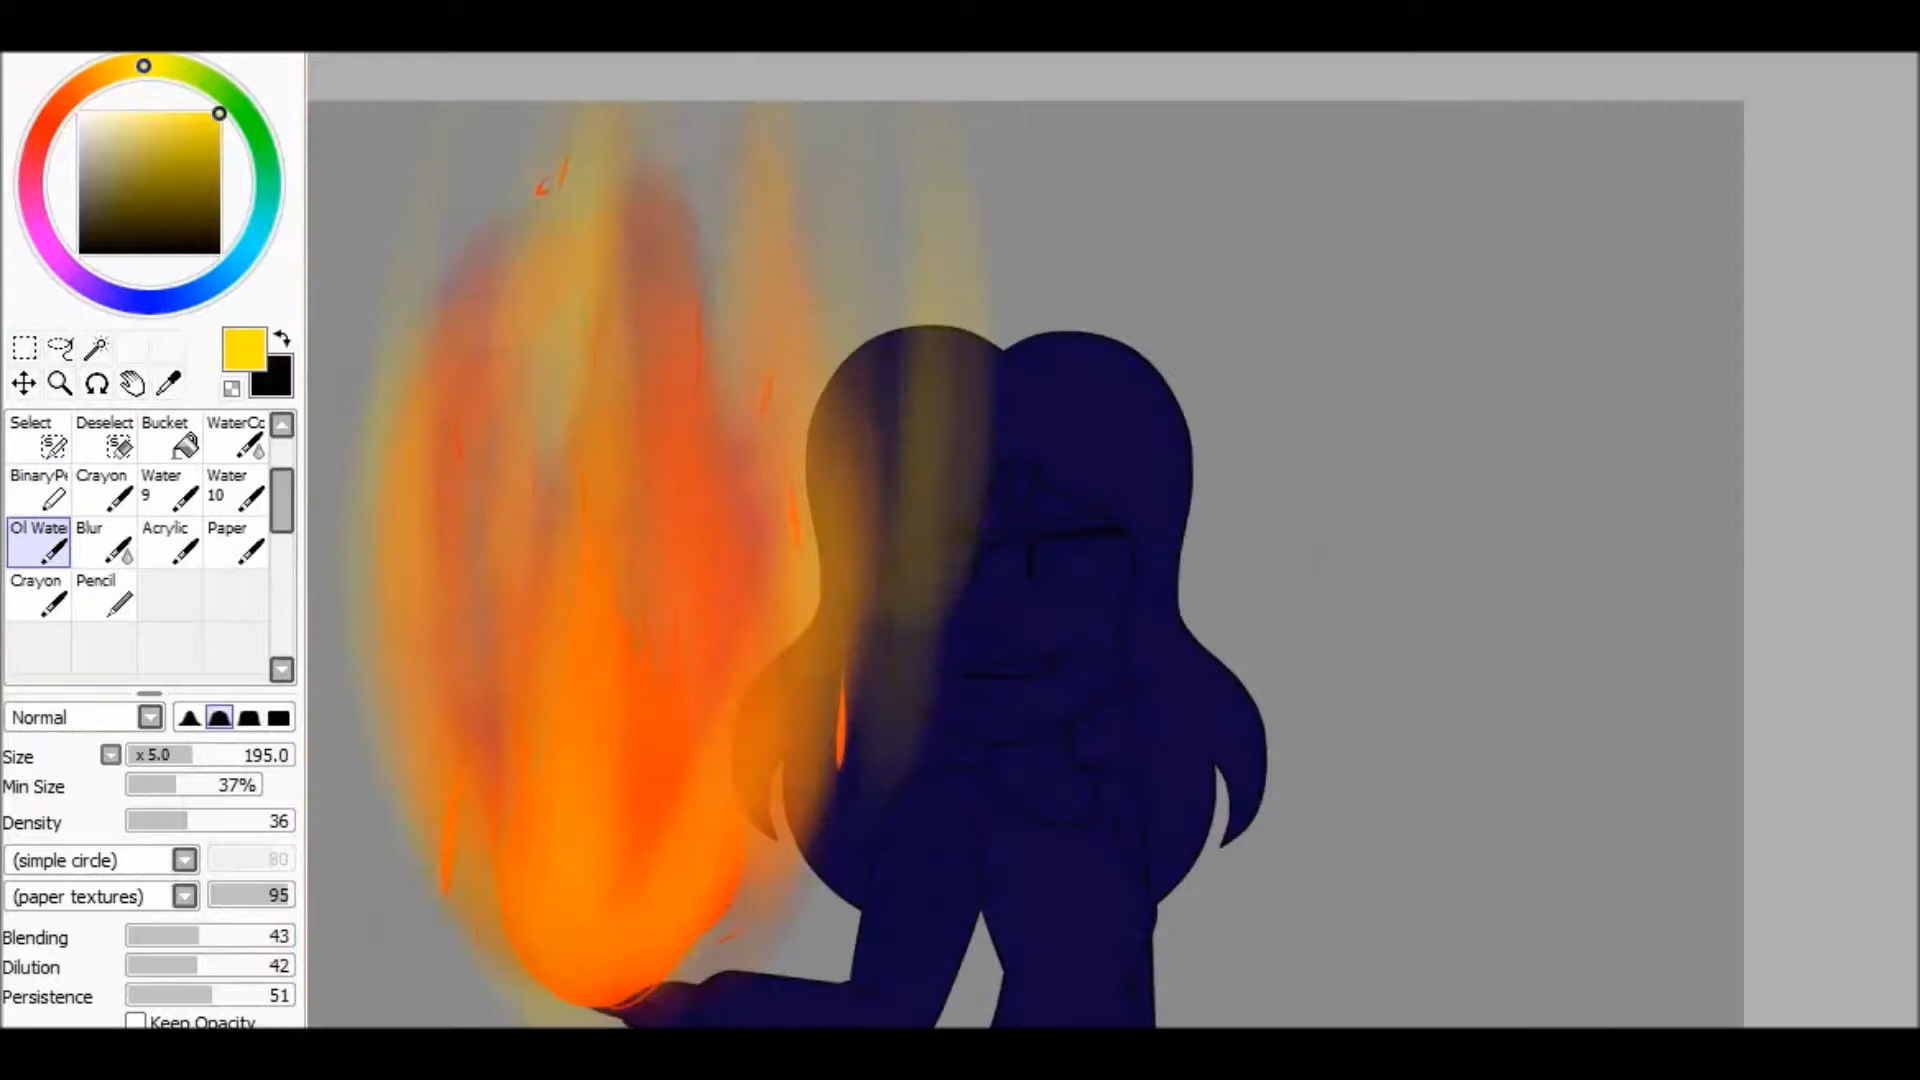 Select Deselect Bucket WaterCo
BinaryPe Crayon Water 9 Water 10
Ol Wate Blur Acrylic Paper
Crayon Pencil
Normal
Size x 5.0 195.0
Min Size 37%
Density 36
(simple circle) 80
(paper textures) 95
Blending 43
Dilution 42
Persistence 51
Keep Opacity